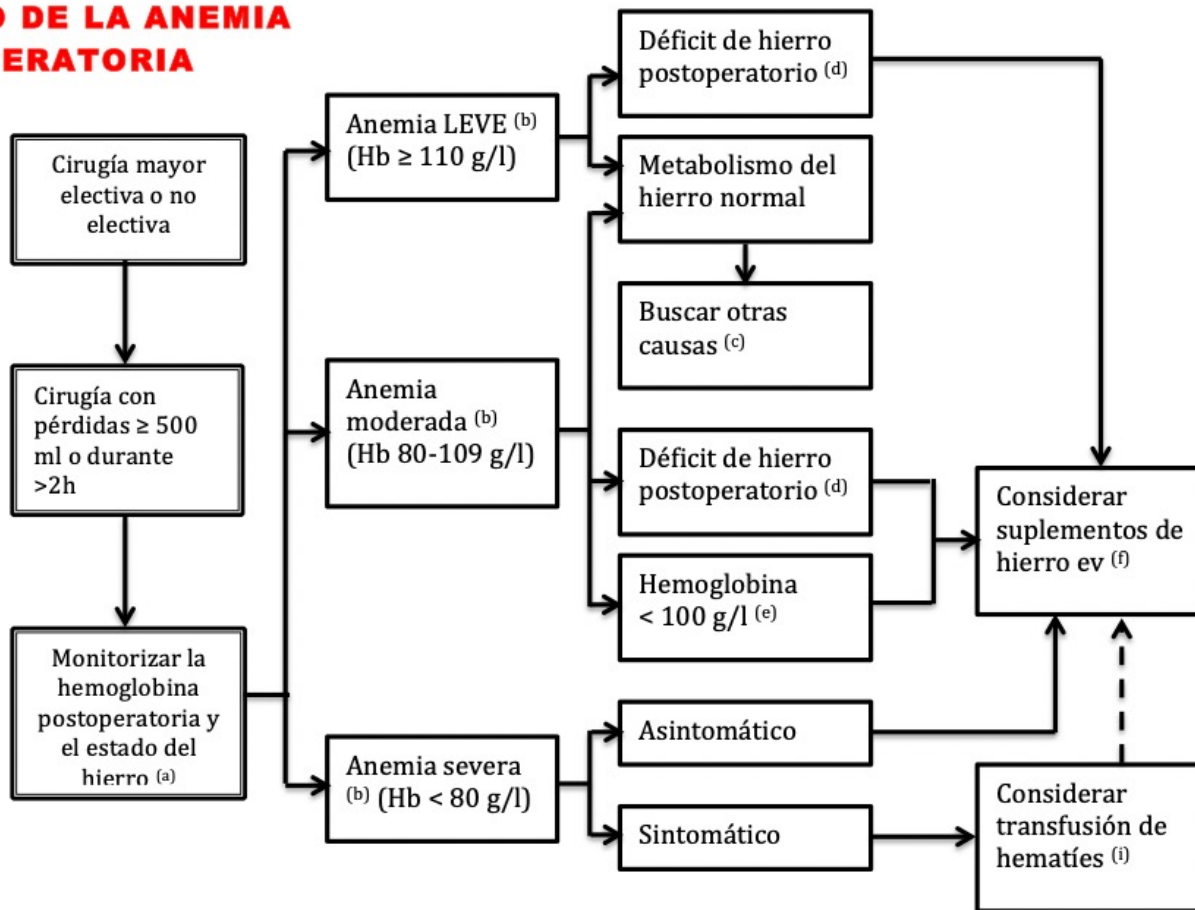 DE LA ANEMIA
Cirugía mayor
electiva o no
electiva
Cirugía con
pérdidas ≥ 500
ml o durante
>2h
Monitorizar la
hemoglobina
postoperatoria y
el estado del
hierro (a)
Anemia LEVE (b)
(Hb ≥ 110 g/l)
Anemia
moderada (b)
(Hb 80-109 g/l)
Anemia severa
(b) (Hb < 80 g/l)
Déficit de hierro
postoperatorio (d)
Metabolismo del
hierro normal
Buscar otras
causas (c)
Déficit de hierro
postoperatorio (d)
Hemoglobina
< 100 g/l (e)
Asintomático
Sintomático
Considerar
suplementos de
hierro ev (f)
Considerar
transfusión de
hematíes (i)